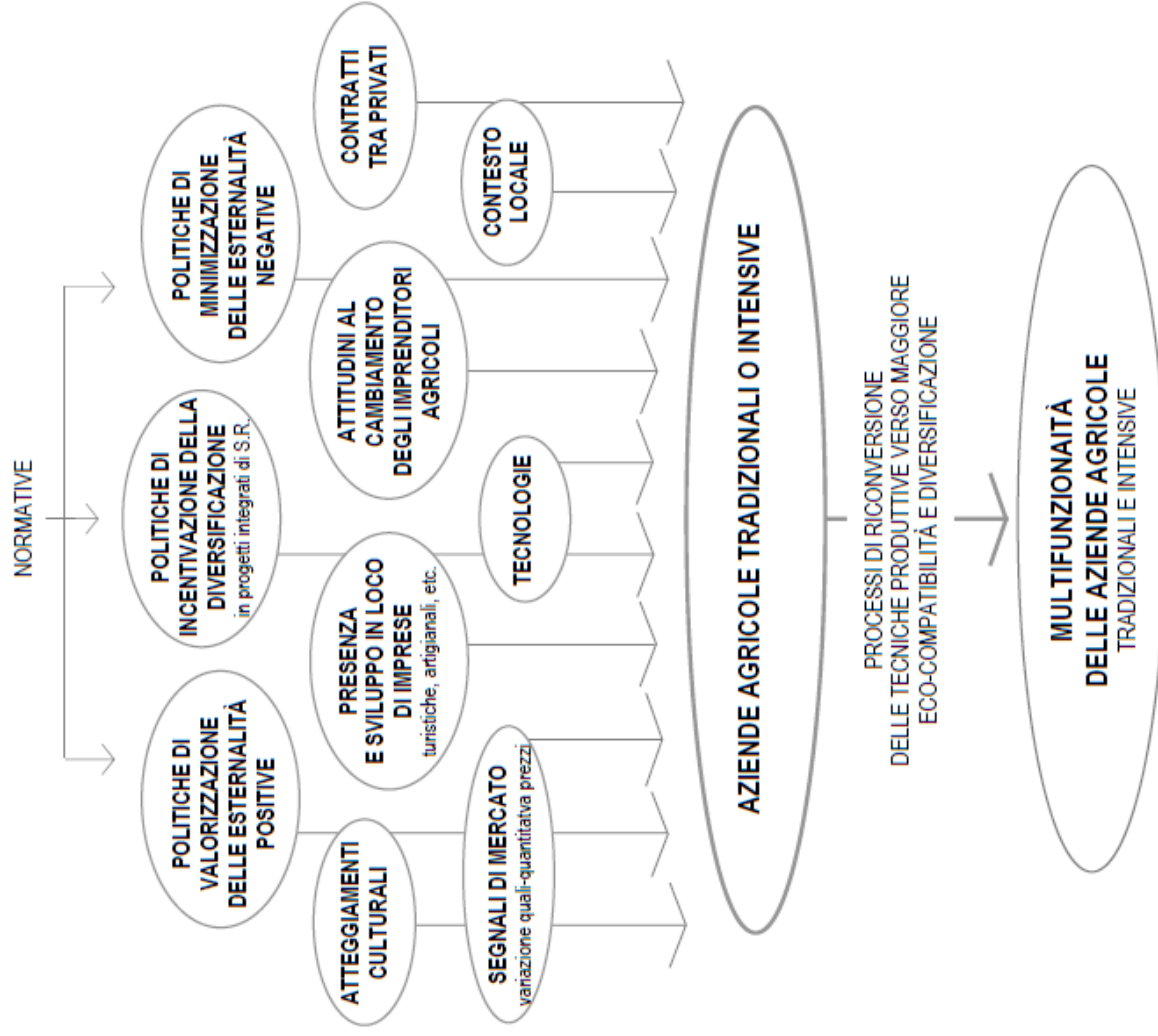 NORMATIVE
POLITICHE DI
VALORIZZAZIONE
DELLE ESTERNALITÀ
POSITIVE
POLITICHE DI
INCENTIVAZIONE DELLA
DIVERSIFICAZIONE
in progetti integrati di S.R.
POLITICHE DI
MINIMIZZAZIONE
DELLE ESTERNALITÀ
NEGATIVE
ATTEGGIAMENTI
CULTURALI
PRESENZA
E SVILUPPO IN LOCO
DI IMPRESE
turistiche, artigianali, etc.
ATTITUDINI AL
CAMBIAMENTO
DEGLI IMPRENDITORI
AGRICOLI
CONTRATTI
TRA PRIVATI
SEGNALI DI MERCATO
variazione quali-quantitatva prezzi
TECNOLOGIE
CONTESTO
LOCALE
AZIENDE AGRICOLE TRADIZIONALI O INTENSIVE
PROCESSI DI RICONVERSIONE
DELLE TECNICHE PRODUTTIVE VERSO MAGGIORE
ECO-COMPATIBILITÀ E DIVERSIFICAZIONE
MULTIFUNZIONAITÀ
DELLE AZIENDE AGRICOLE
TRADIZIONALI E INTENSIVE